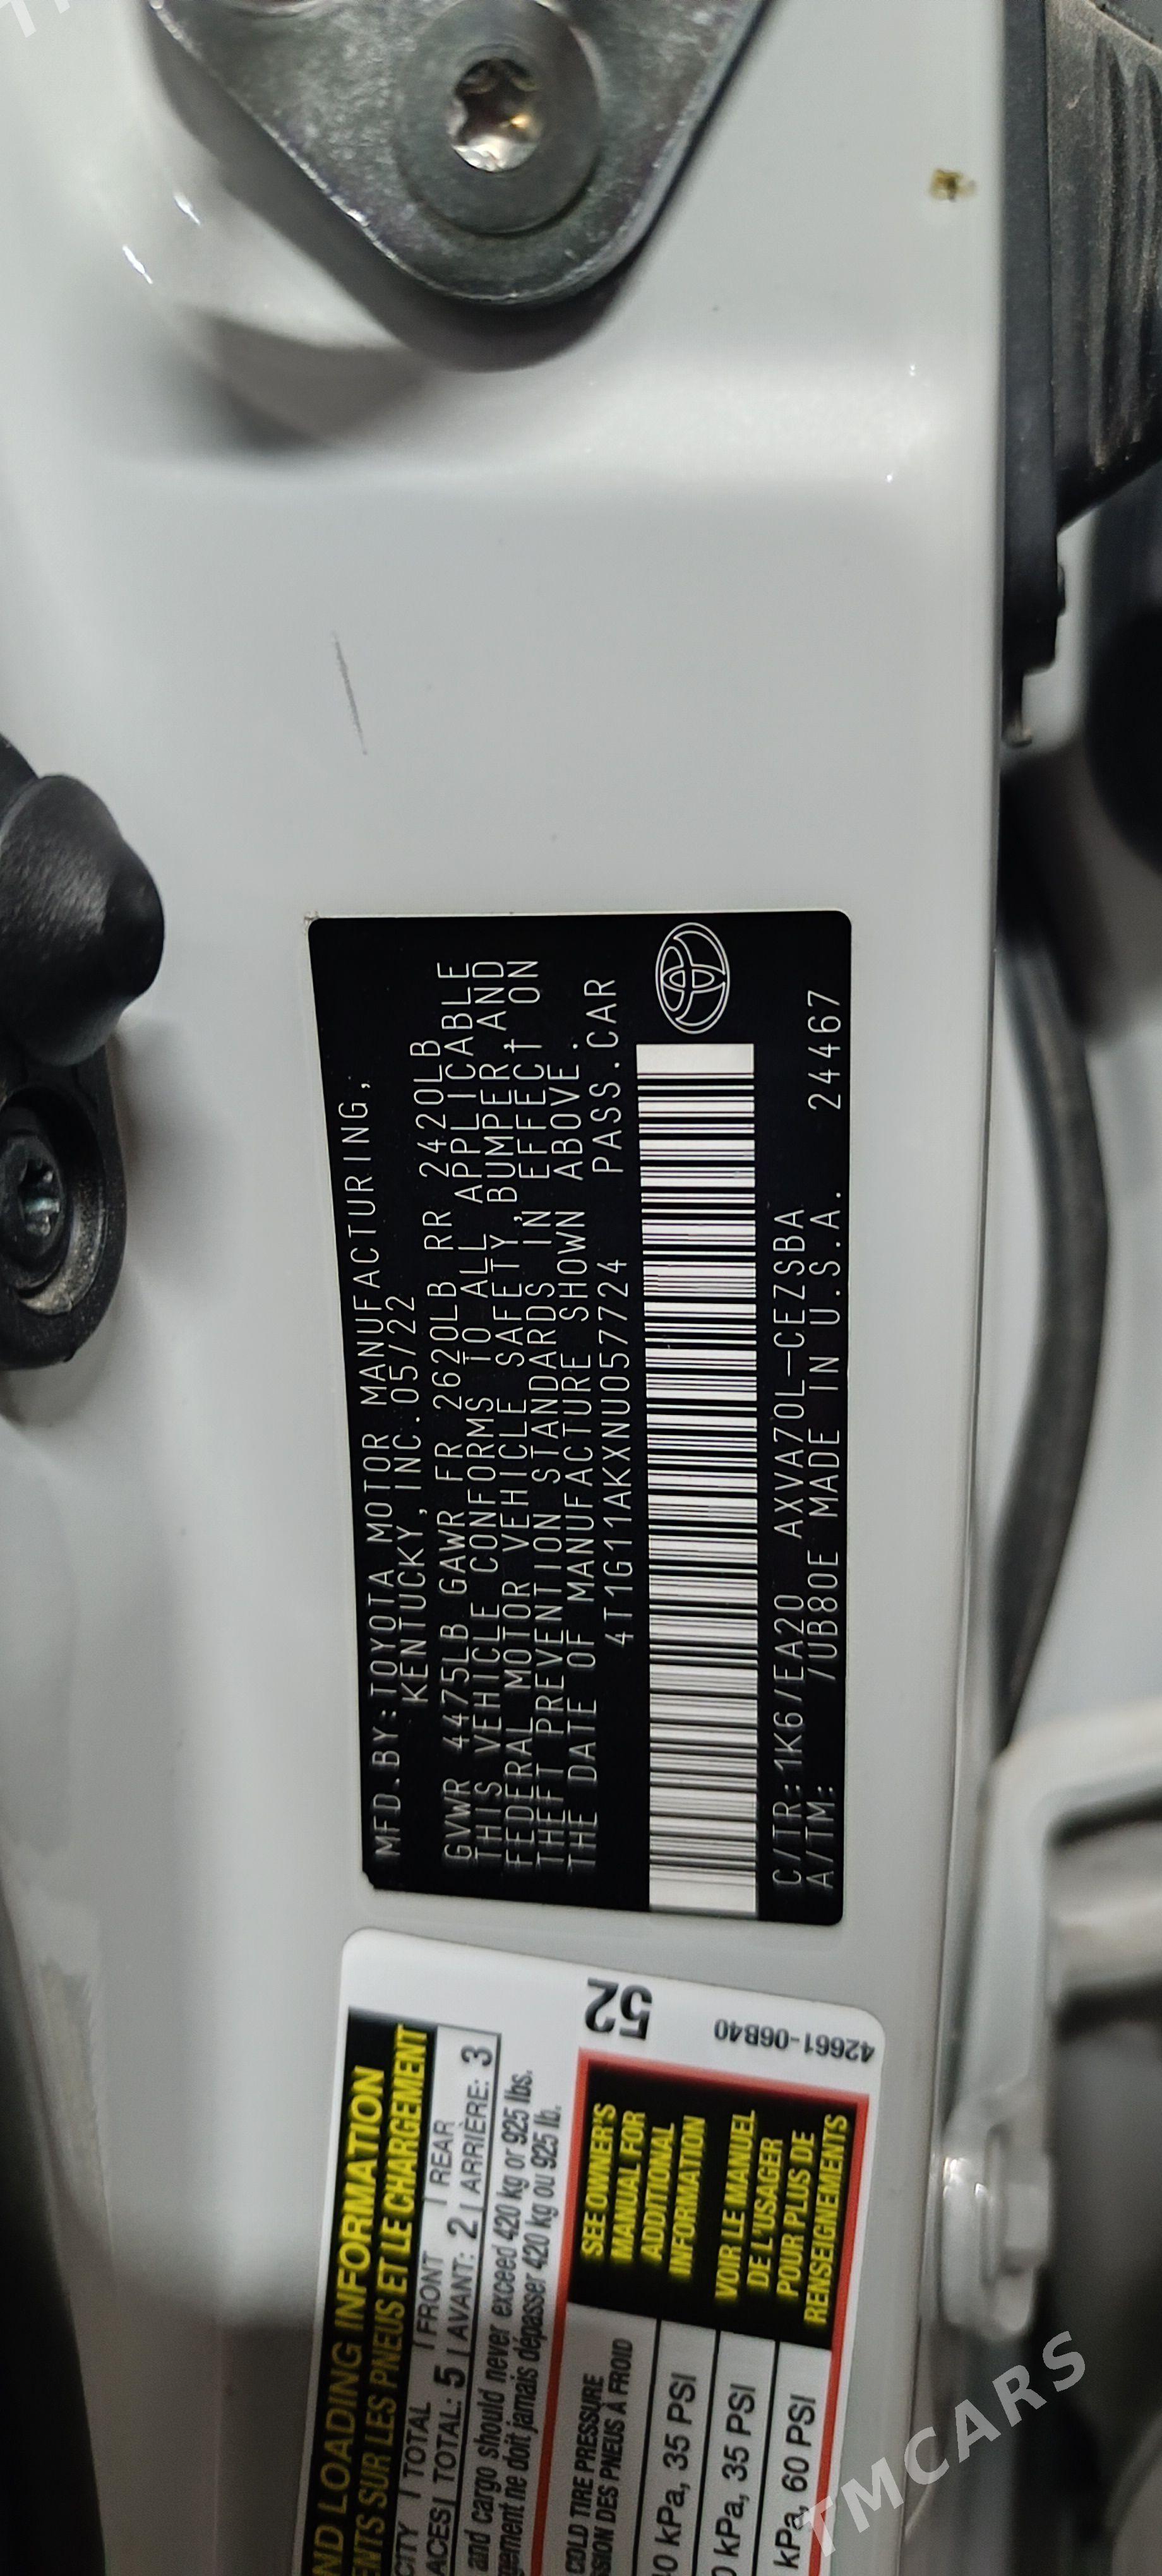 MFD.BY:TOYOTA MOTOR MANUFACTURING,
KENTUCKY, INC.05/22
GVWR 4475LB GAWR FR 2620LB RR 2420LB
THIS VEHICLE CONFORMS TO ALL APPLICABLE
FEDERAL MOTOR VEHICLE SAFETY,BUMPER,AND
THEFT PREVENTION STANDARDS IN EFFECT ON
THE DATE OF MANUFACTURE SHOWN ABOVE.
4T1G11AKXNU057724 PASS.CAR
C/TR:1K6/EA20 AXVA70L-CEZSBA
A/TM: /UB80E MADE IN U.S.A. 24467
ND LOADING INFORMATION
ENTS SUR LES PNEUS ET LE CHARGEMENT
CITY TOTAL FRONT REAR
ACES TOTAL: 5 AVANT: 2 ARRIÈRE: 3
and cargo should never exceed 420 kg or 925 lbs.
gement ne doit jamais dépasser 420 kg ou 925 lb.
52
42661-06B40
COLD TIRE PRESSURE
SION DES PNEUS À FROID
0 kPa, 35 PSI
0 kPa, 35 PSI
kPa, 60 PSI
SEE OWNER'S
MANUAL FOR
ADDITIONAL
INFORMATION
VOIR LE MANUEL
DE L'USAGER
POUR PLUS DE
RENSEIGNEMENTS
TMCARS